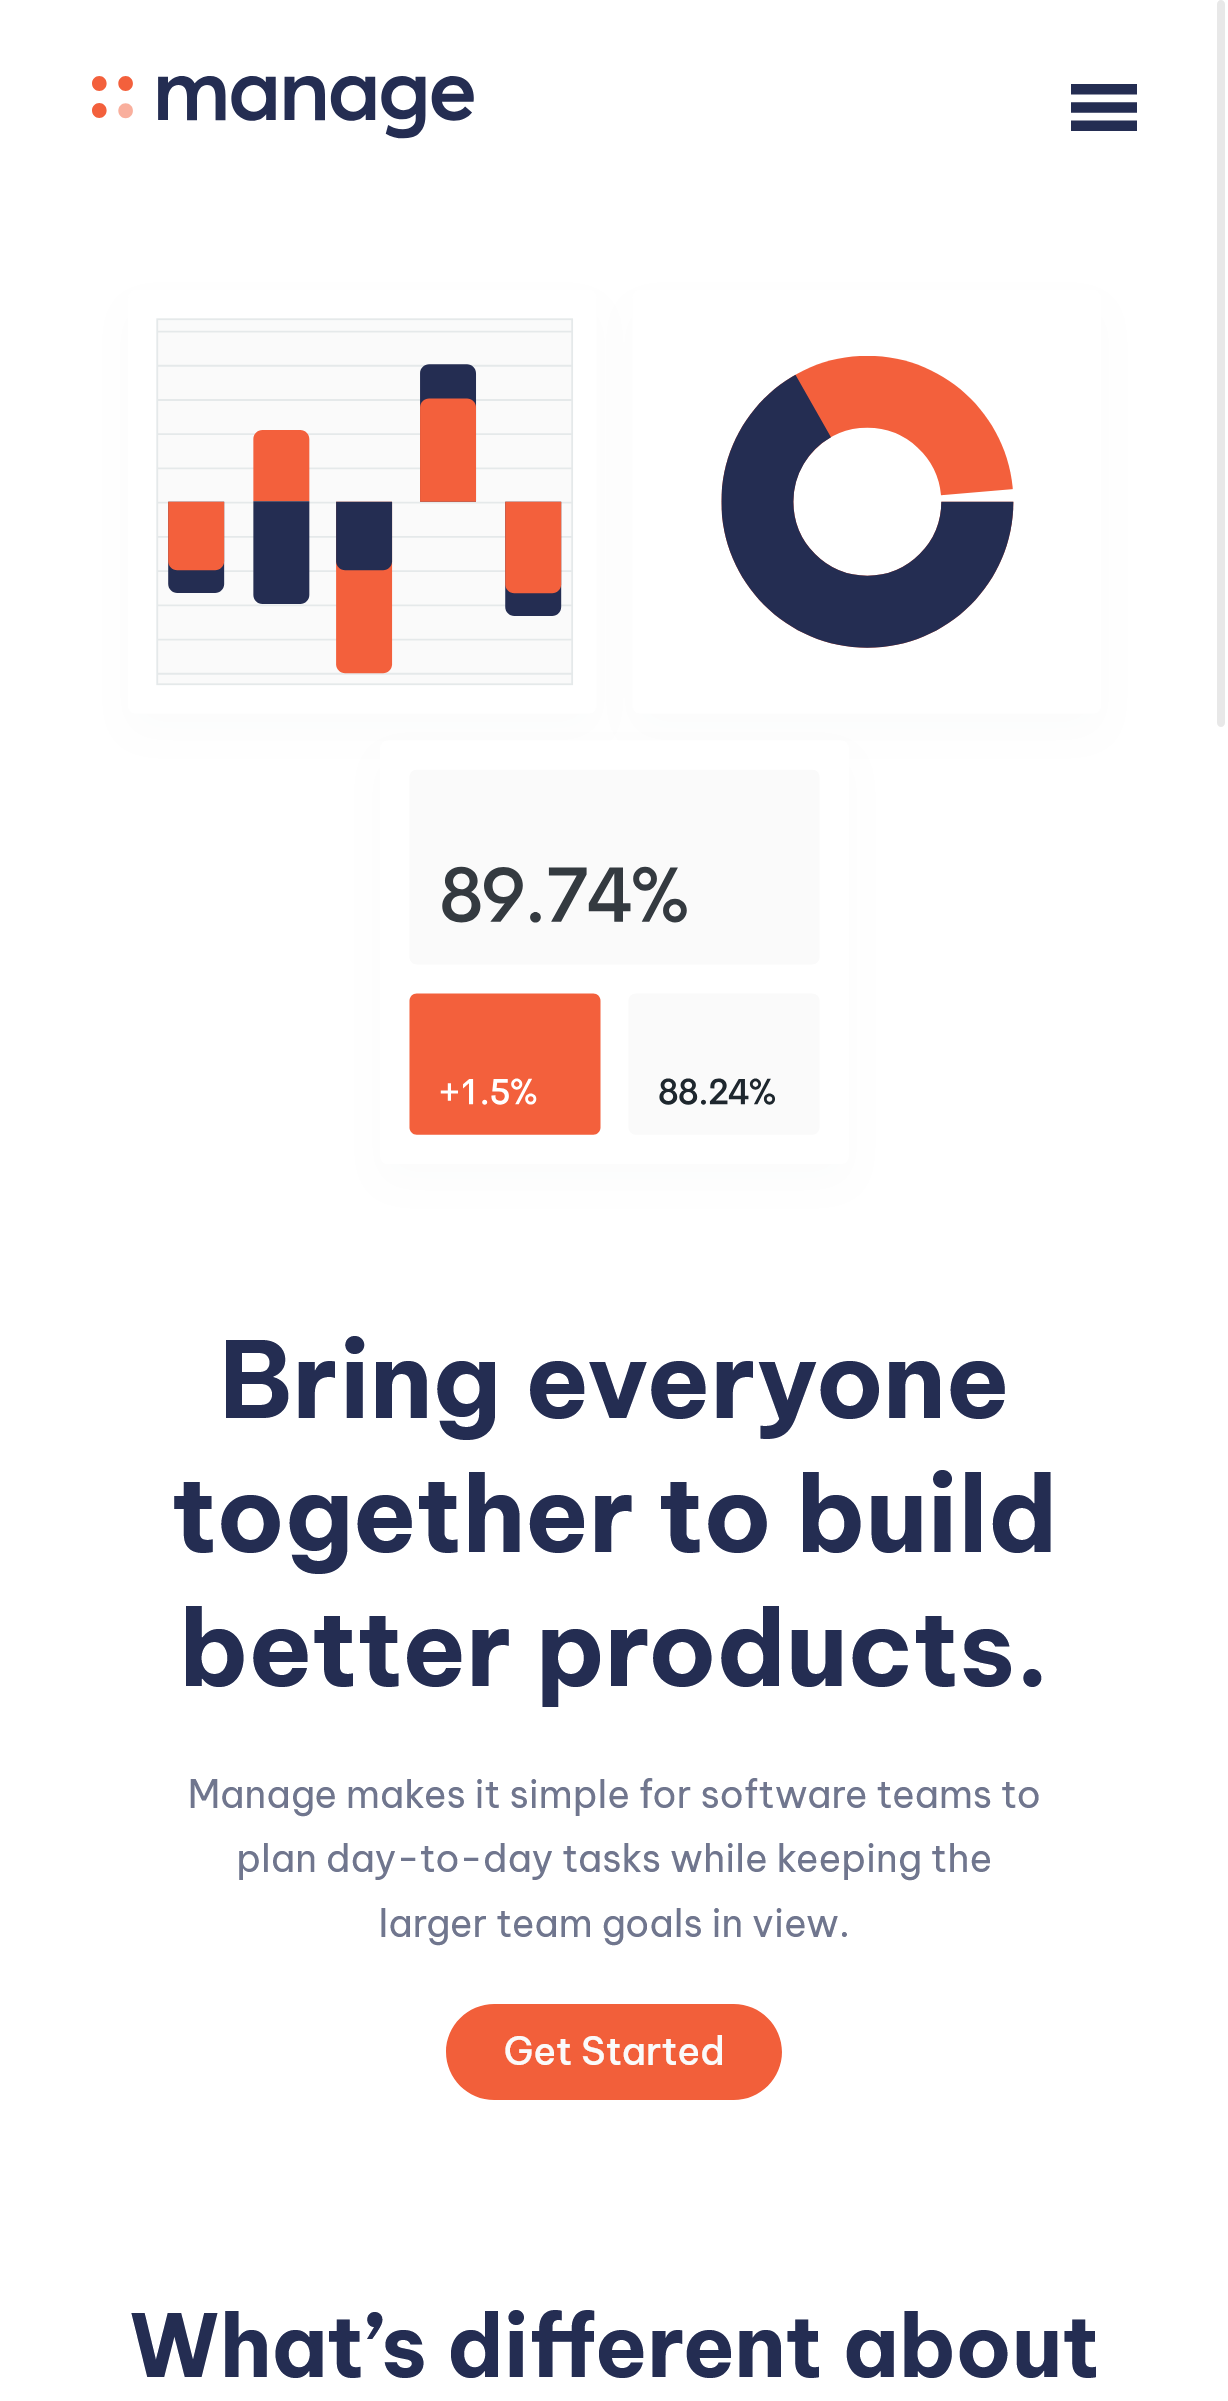 manage
89.74%
+1.5%
88.24%
Bring everyone
together to build
better products.
Manage makes it simple for software teams to
plan day-to-day tasks while keeping the
larger team goals in view.
Get Started
What’s different about